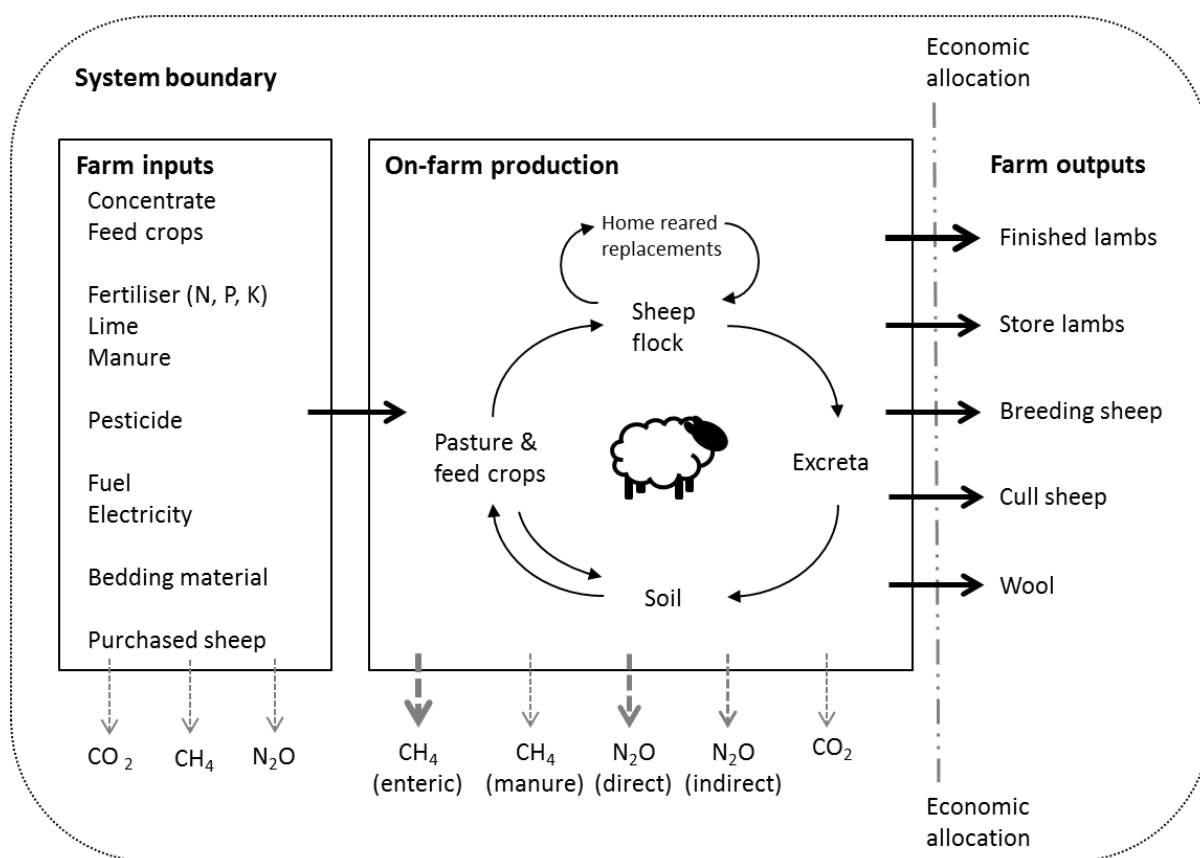 Economic
allocation
System boundary
Farm inputs
Concentrate
Feed crops
Fertiliser (N, P, K)
Lime
Manure
Pesticide
Fuel
Electricity
Bedding material
Purchased sheep
CO₂
CH₄
N₂O
On-farm production
Home reared
replacements
Sheep
flock
Pasture &
feed crops
Excreta
Soil
CH₄
(enteric)
CH₄
(manure)
N₂O
(direct)
N₂O
(indirect)
CO₂
Farm outputs
Finished lambs
Store lambs
Breeding sheep
Cull sheep
Wool
Economic
allocation